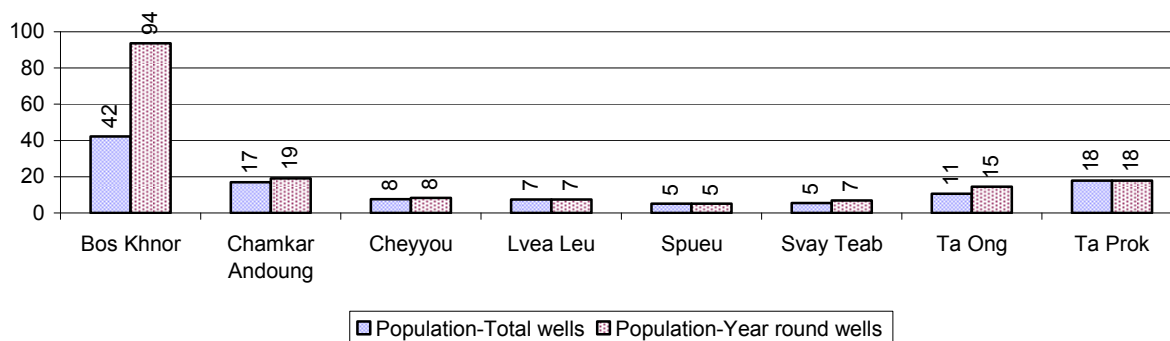 100
80
60
40
20
0
42
94
17
19
8
8
7
7
5
5
5
7
11
15
18
18
Bos Khnor
Chamkar
Andoung
Cheyyou
Lvea Leu
Spueu
Svay Teab
Ta Ong
Ta Prok
Population-Total wells
Population-Year round wells